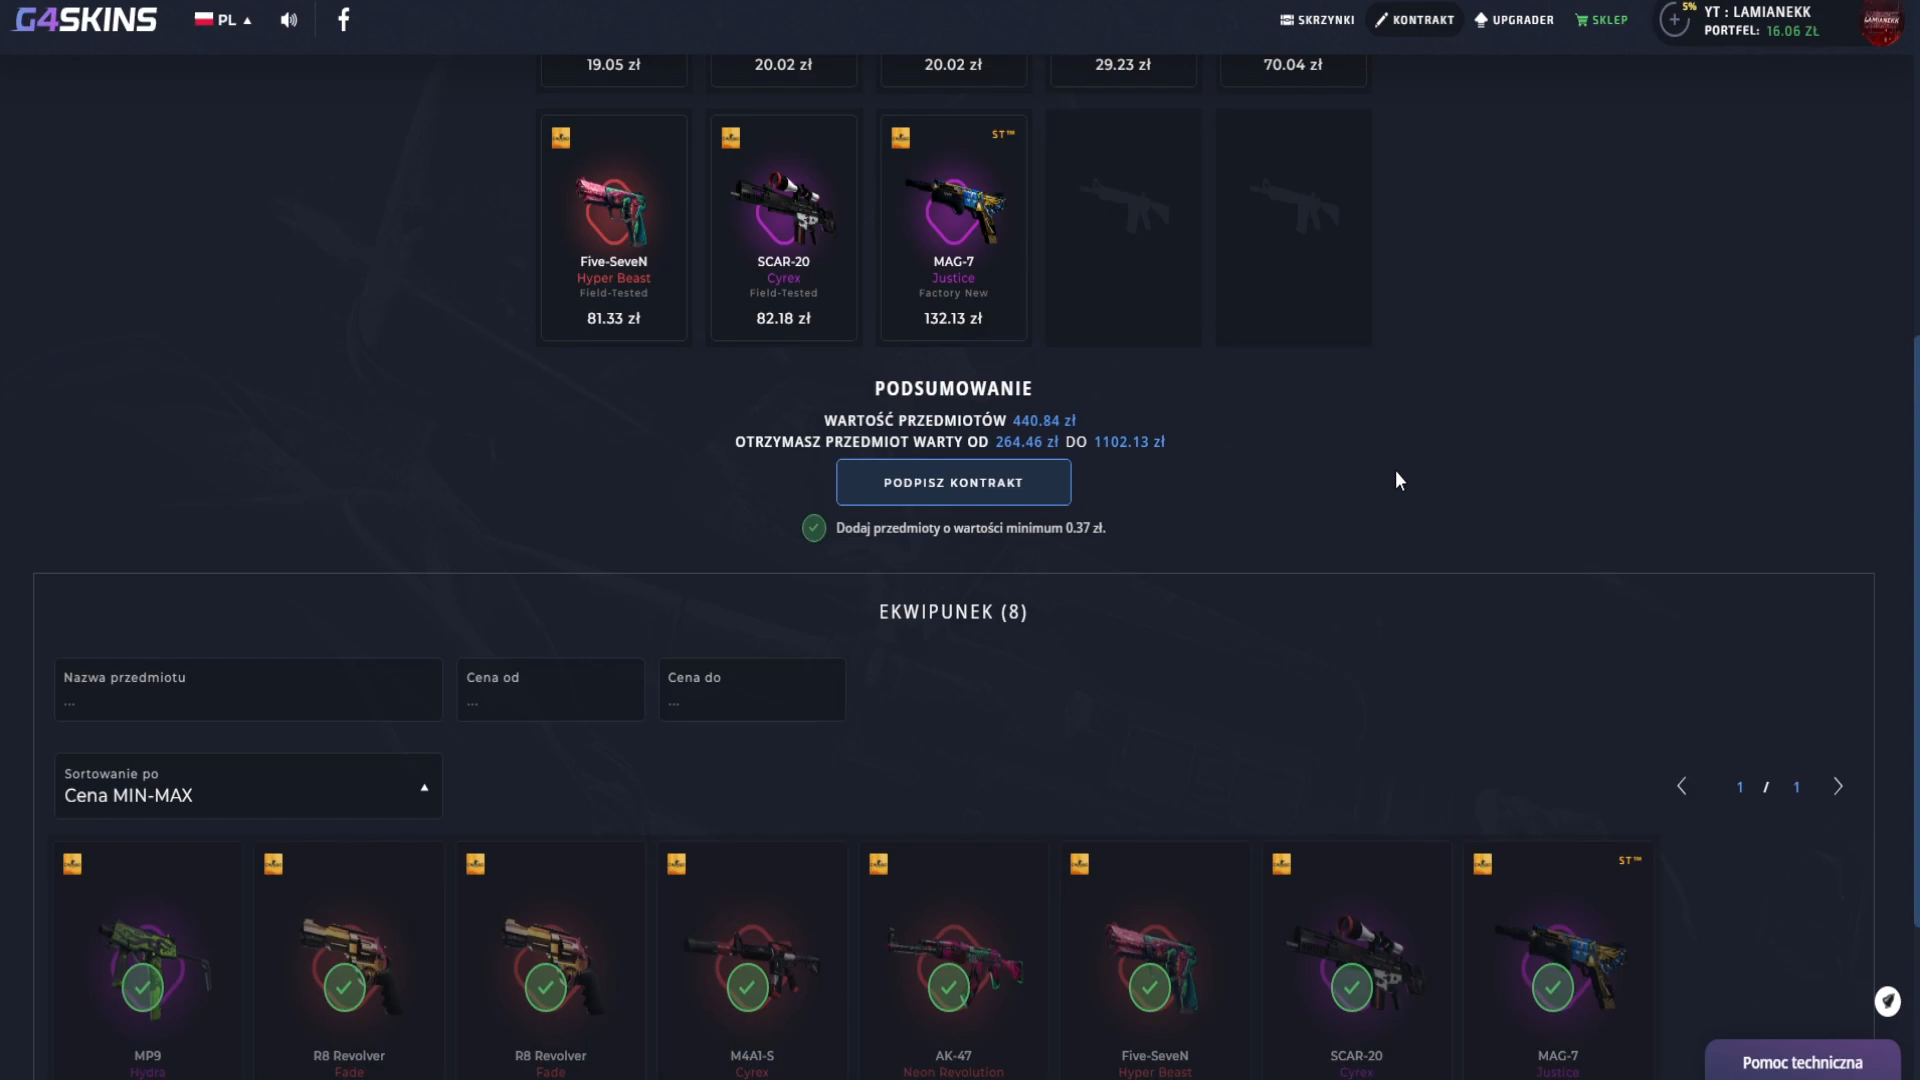 G4SKINS
PL
SKRZYNKI
KONTRAKT
UPGRADER
SKLEP
5%
YT : LAMIANEKK
PORTFEL: 16.06 ZŁ
LAMIANEKK
19.05 zł
20.02 zł
20.02 zł
29.23 zł
70.04 zł
Five-SeveN
Hyper Beast
Field-Tested
81.33 zł
SCAR-20
Cyrex
Field-Tested
82.18 zł
ST™
MAG-7
Justice
Factory New
132.13 zł
PODSUMOWANIE
WARTOŚĆ PRZEDMIOTÓW 440.84 zł
OTRZYMASZ PRZEDMIOT WARTY OD 264.46 zł DO 1102.13 zł
PODPISZ KONTRAKT
Dodaj przedmioty o wartości minimum 0.37 zł.
EKWIPUNEK (8)
Nazwa przedmiotu
...
Cena od
...
Cena do
...
Sortowanie po
Cena MIN-MAX
1 / 1
MP9
Hydra
R8 Revolver
Fade
R8 Revolver
Fade
M4A1-S
Cyrex
AK-47
Neon Revolution
Five-SeveN
Hyper Beast
SCAR-20
Cyrex
ST™
MAG-7
Justice
Pomoc techniczna